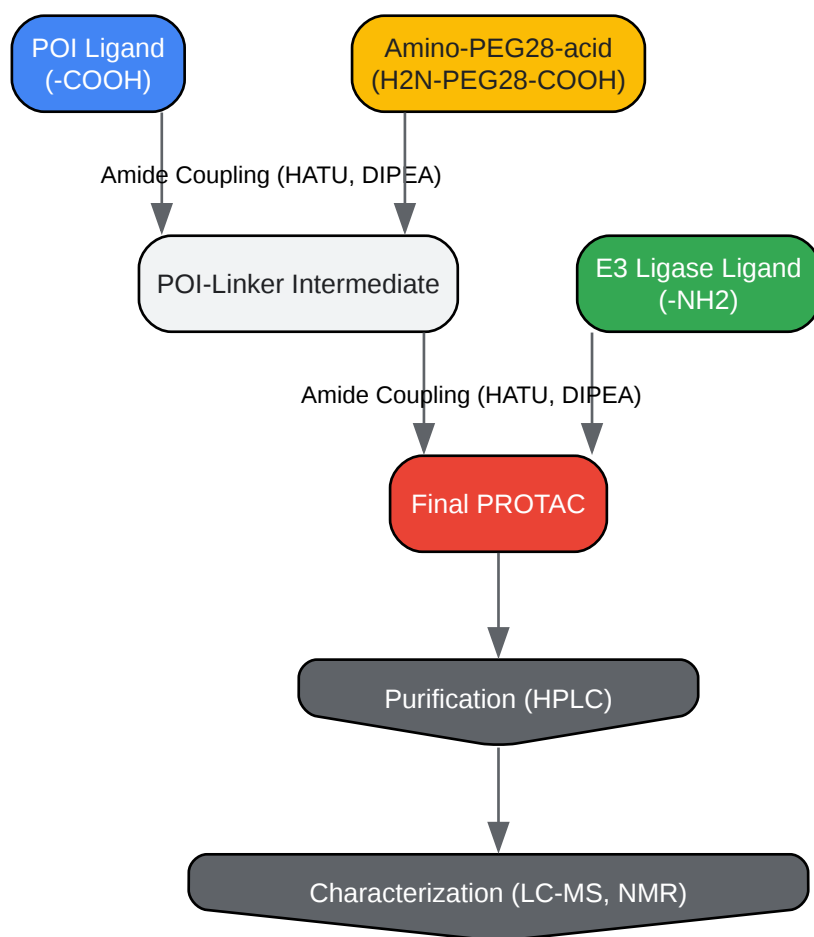 POI Ligand
(-COOH)
Amino-PEG28-acid
(H2N-PEG28-COOH)
Amide Coupling (HATU, DIPEA)
POI-Linker Intermediate
E3 Ligase Ligand
(-NH2)
Amide Coupling (HATU, DIPEA)
Final PROTAC
Purification (HPLC)
Characterization (LC-MS, NMR)